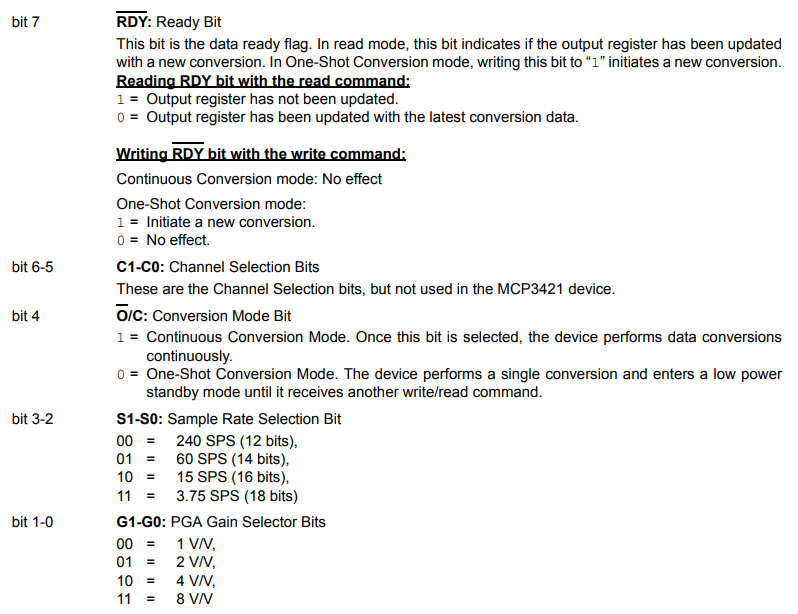 bit 7 RDY: Ready Bit
This bit is the data ready flag. In read mode, this bit indicates if the output register has been updated
with a new conversion. In One-Shot Conversion mode, writing this bit to “1” initiates a new conversion.
Reading RDY bit with the read command:
1 = Output register has not been updated.
0 = Output register has been updated with the latest conversion data.
Writing RDY bit with the write command:
Continuous Conversion mode: No effect
One-Shot Conversion mode:
1 = Initiate a new conversion.
0 = No effect.
bit 6-5 C1-C0: Channel Selection Bits
These are the Channel Selection bits, but not used in the MCP3421 device.
bit 4 O/C: Conversion Mode Bit
1 = Continuous Conversion Mode. Once this bit is selected, the device performs data conversions
continuously.
0 = One-Shot Conversion Mode. The device performs a single conversion and enters a low power
standby mode until it receives another write/read command.
bit 3-2 S1-S0: Sample Rate Selection Bit
00 = 240 SPS (12 bits),
01 = 60 SPS (14 bits),
10 = 15 SPS (16 bits),
11 = 3.75 SPS (18 bits)
bit 1-0 G1-G0: PGA Gain Selector Bits
00 = 1 V/V,
01 = 2 V/V,
10 = 4 V/V,
11 = 8 V/V